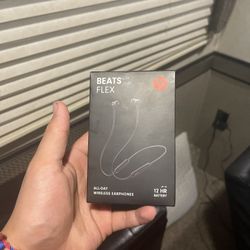 BEATS
FLEX
ALL-DAY
WIRELESS EARPHONES
12 HR
BATTERY